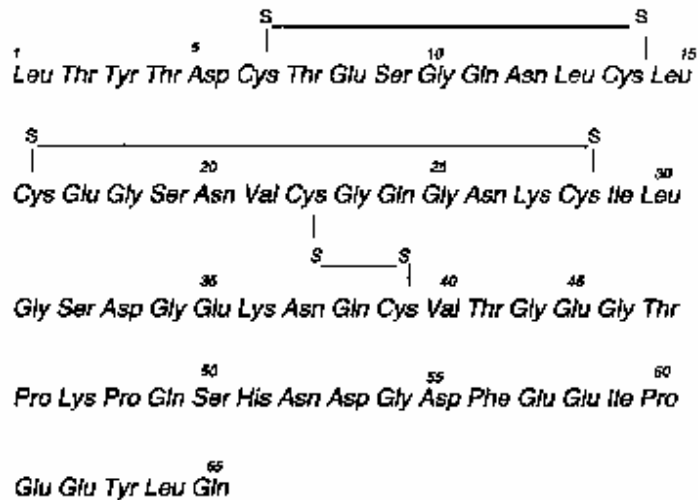 S S
1 5 10 15
Leu Thr Tyr Thr Asp Cys Thr Glu Ser Gly Gln Asn Leu Cys Leu
S S
20 25 30
Cys Glu Gly Ser Asn Val Cys Gly Gln Gly Asn Lys Cys Ile Leu
S S
35 40 45
Gly Ser Asp Gly Glu Lys Asn Gln Cys Val Thr Gly Glu Gly Thr
50 55 60
Pro Lys Pro Gln Ser His Asn Asp Gly Asp Phe Glu Glu Ile Pro
65
Glu Glu Tyr Leu Gln